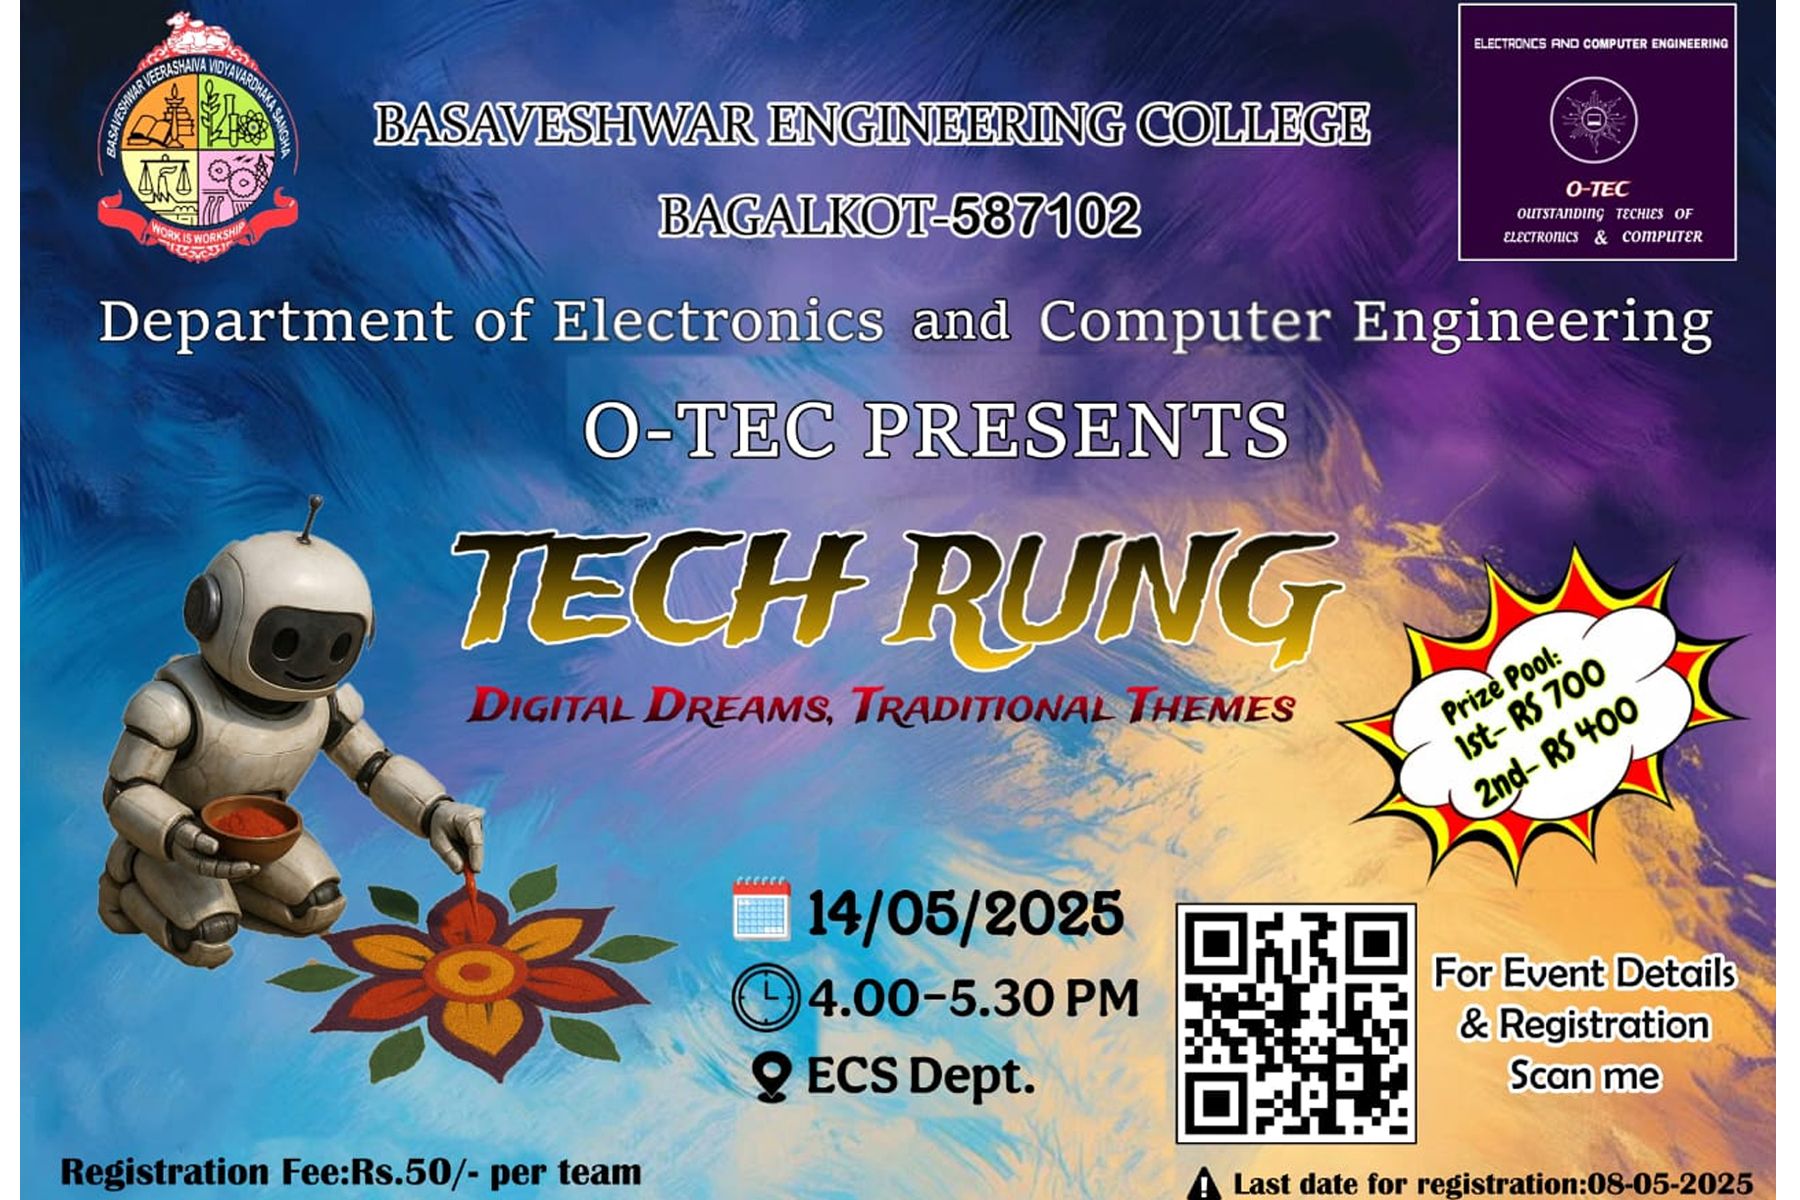 BASAVESHWAR VEERASHAIVA VIDYAVARDHAKA SANGHA
WORK IS WORKSHIP
BASAVESHWAR ENGINEERING COLLEGE
BAGALKOT-587102
ELECTRONICS AND COMPUTER ENGINEERING
O-TEC
OUTSTANDING TECHIES OF
ELECTRONICS & COMPUTER
Department of Electronics and Computer Engineering
O-TEC PRESENTS
TECH RUNG
DIGITAL DREAMS, TRADITIONAL THEMES
Prize Pool:
1st- RS 700
2nd- RS 400
14/05/2025
4.00-5.30 PM
ECS Dept.
For Event Details
& Registration
Scan me
Registration Fee:Rs.50/- per team
Last date for registration:08-05-2025